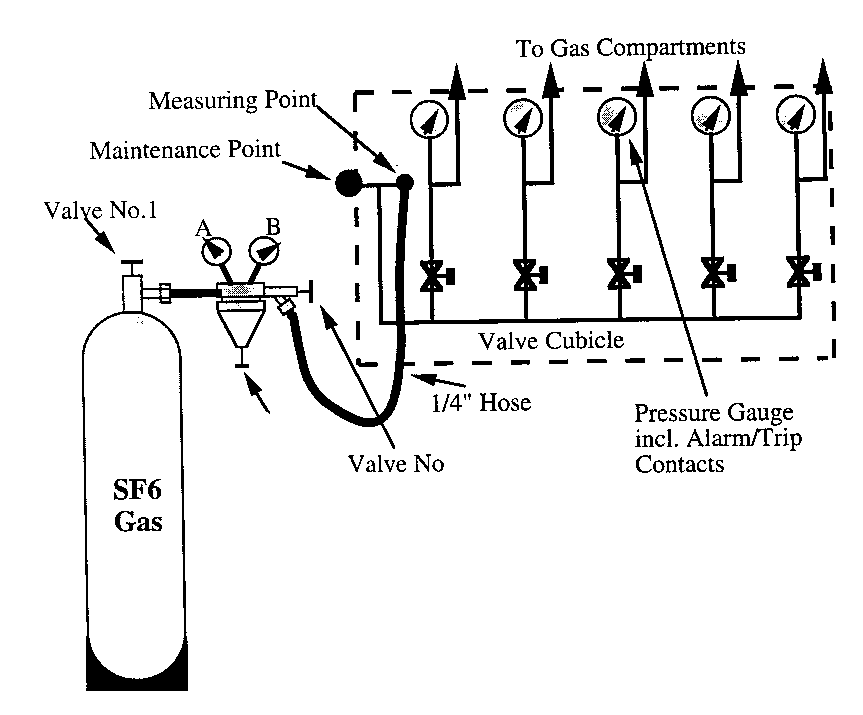 To Gas Compartments
Measuring Point
Maintenance Point
Valve No.1
A
B
Valve Cubicle
1/4" Hose
Pressure Gauge
incl. Alarm/Trip
Contacts
Valve No
SF6
Gas